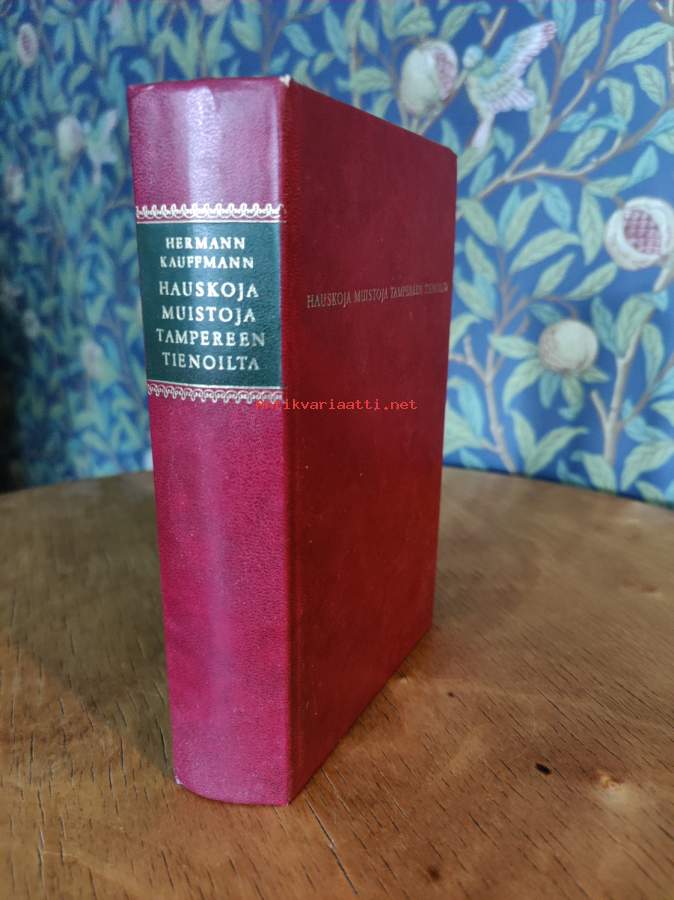 HERMANN
KAUFFMANN
HAUSKOJA
MUISTOJA
TAMPEREEN
TIENOILTA
HAUSKOJA MUISTOJA TAMPEREEN TIENOILTA
antikvariaatti.net